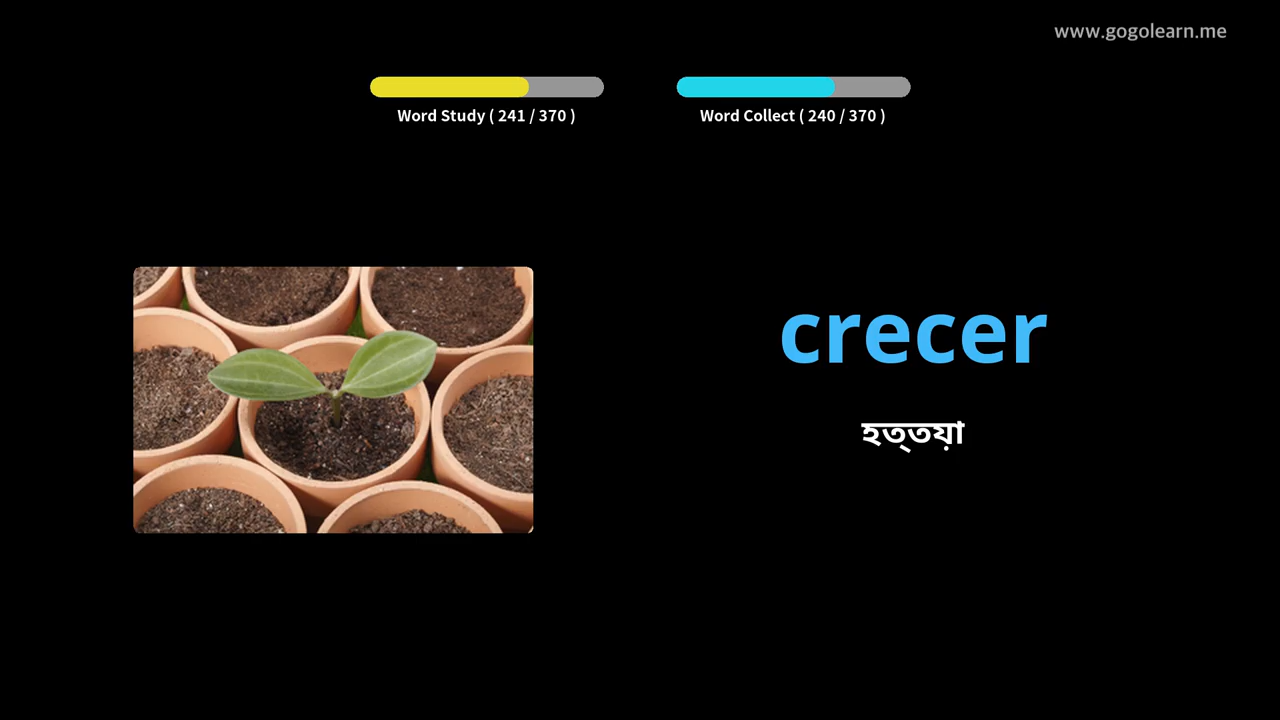 www.gogolearn.me
Word Study ( 241 / 370 )
Word Collect ( 240 / 370 )
crecer
হত্তয়া